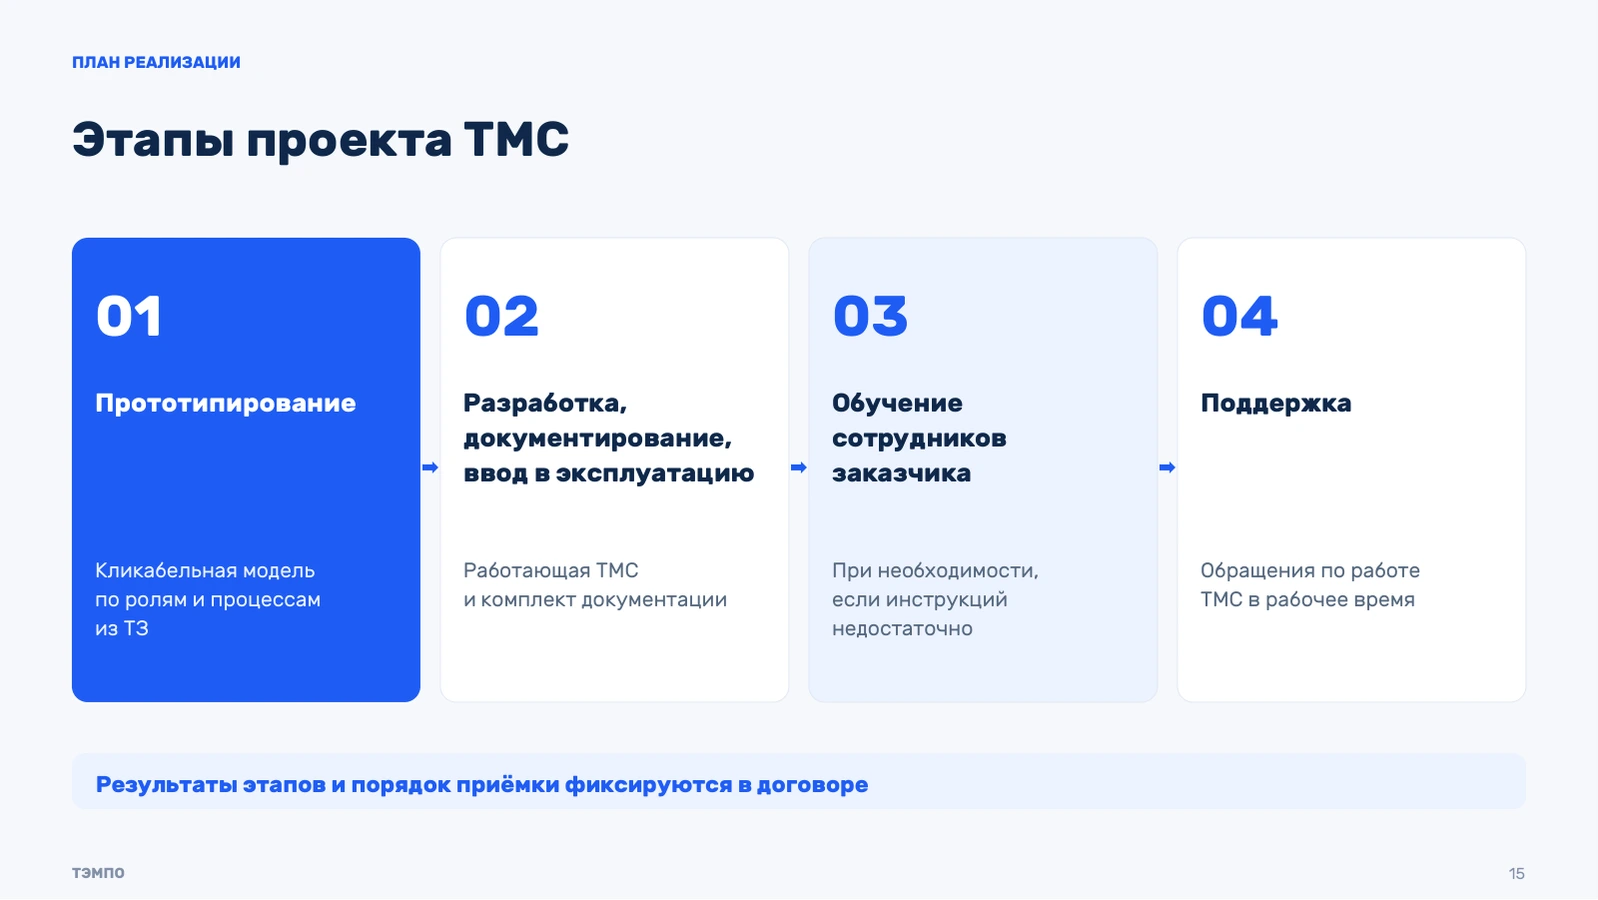 ПЛАН РЕАЛИЗАЦИИ
Этапы проекта ТМС
01
Прототипирование
Кликабельная модель
по ролям и процессам
из ТЗ
02
Разработка,
документирование,
ввод в эксплуатацию
Работающая ТМС
и комплект документации
03
Обучение
сотрудников
заказчика
При необходимости,
если инструкций
недостаточно
04
Поддержка
Обращения по работе
ТМС в рабочее время
Результаты этапов и порядок приёмки фиксируются в договоре
ТЭМПО
15